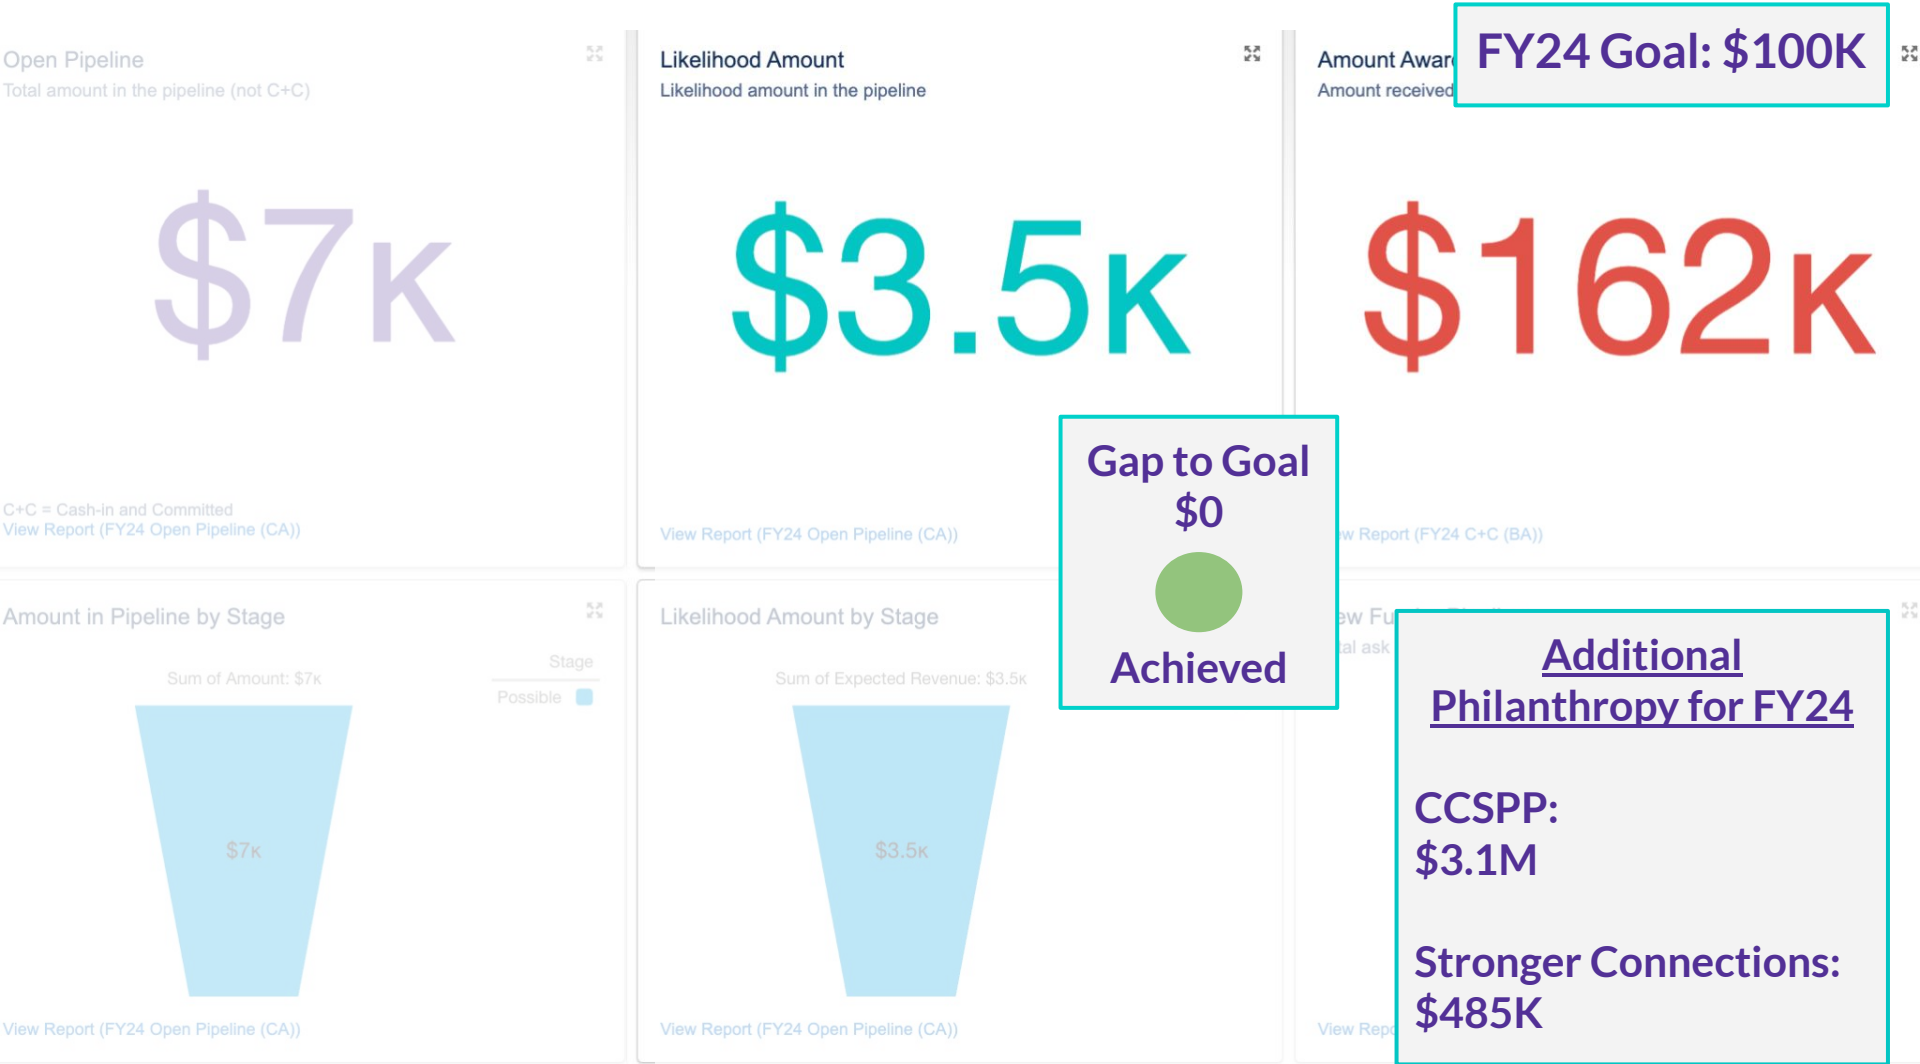 FY24 Goal: $100K
Open Pipeline
Total amount in the pipeline (not C+C)
$7K
C+C = Cash-in and Committed
View Report (FY24 Open Pipeline (CA))
Likelihood Amount
Likelihood amount in the pipeline
$3.5K
View Report (FY24 Open Pipeline (CA))
Amount
Amount received
$162K
Report (FY24 C+C (BA))
Gap to Goal
$0
Achieved
Amount in Pipeline by Stage
Sum of Amount: $7K
Stage
Possible
$7K
View Report (FY24 Open Pipeline (CA))
Likelihood Amount by Stage
Sum of Expected Revenue: $3.5K
$3.5K
View Report (FY24 Open Pipeline (CA))
ask
View
Additional
Philanthropy for FY24
CCSPP:
$3.1M
Stronger Connections:
$485K